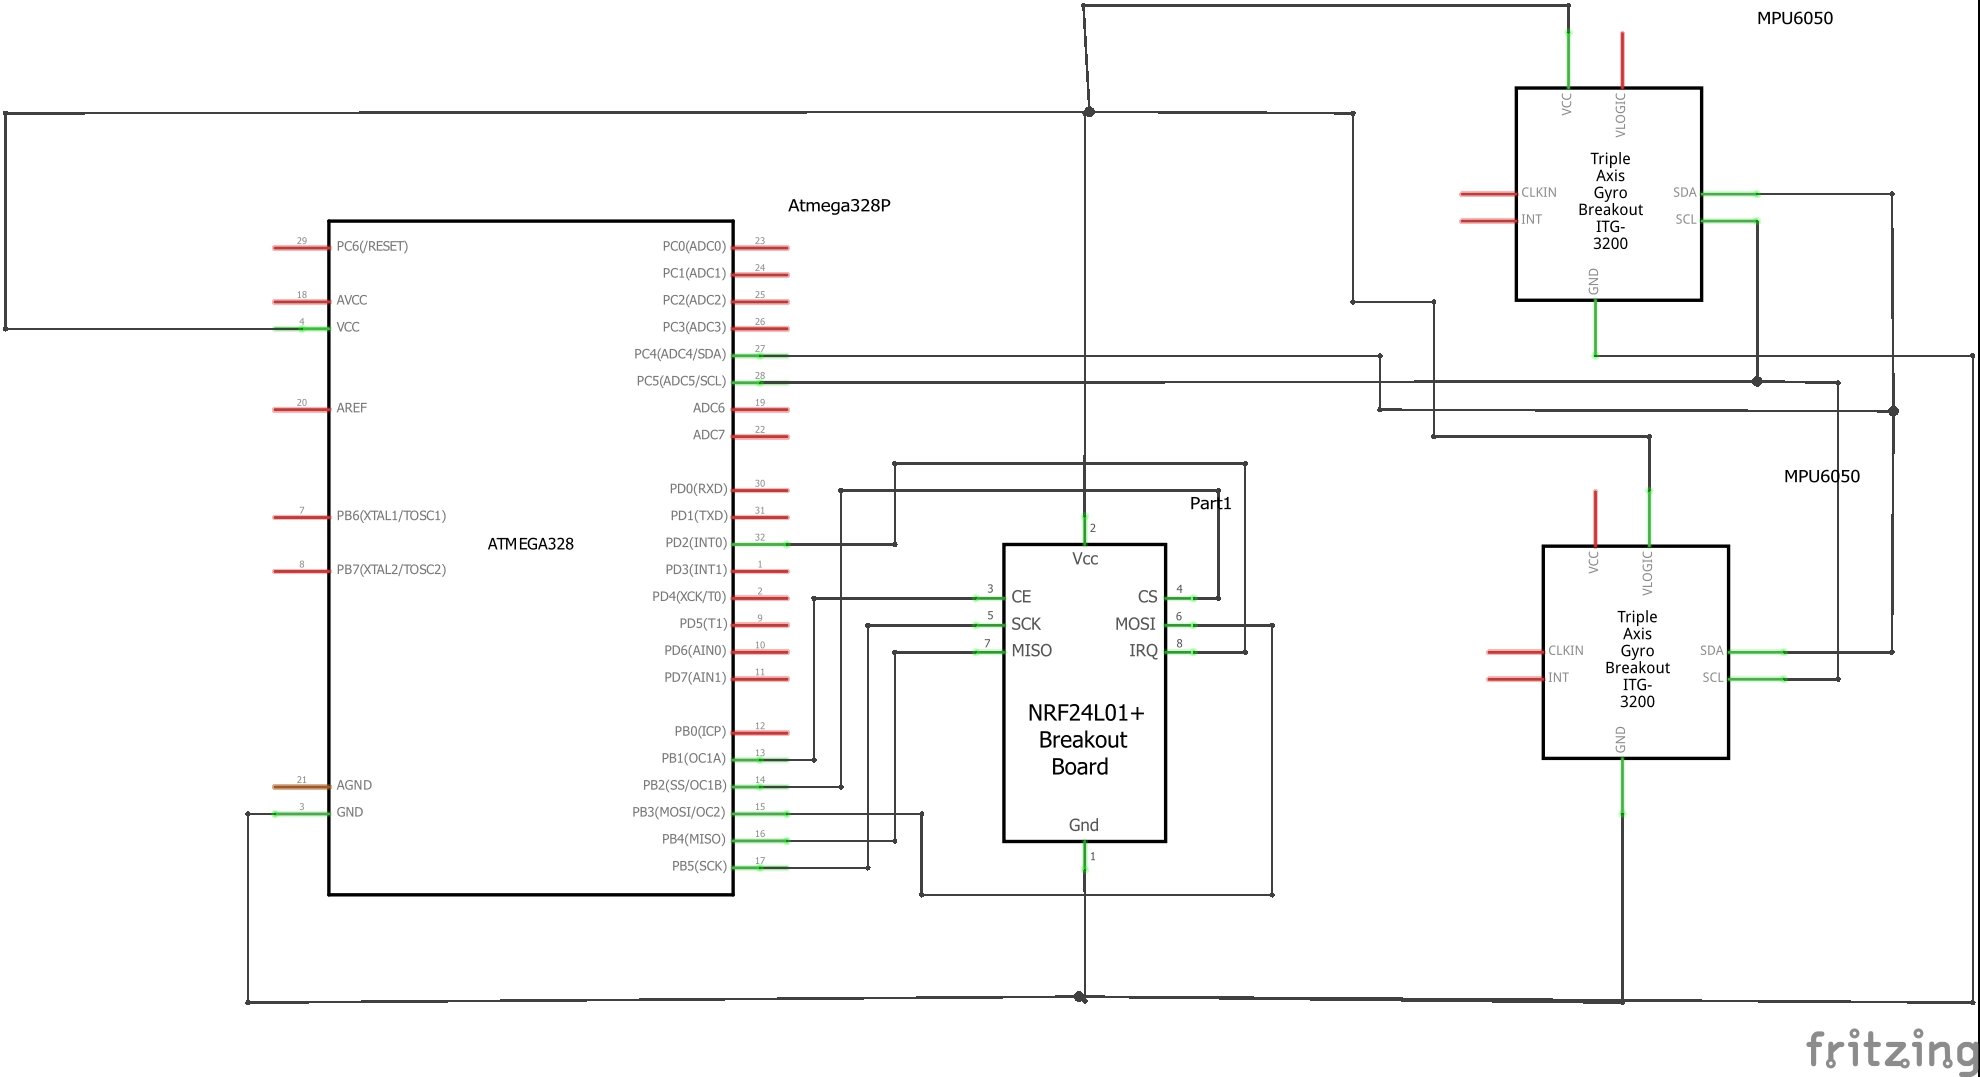 MPU6050
VCC
VLOGIC
Triple
Axis
Gyro
Breakout
ITG-
3200
CLKIN
INT
SDA
SCL
GND
Atmega328P
29 PC6(/RESET)
18 AVCC
4 VCC
20 AREF
7 PB6(XTAL1/TOSC1)
8 PB7(XTAL2/TOSC2)
21 AGND
3 GND
ATMEGA328
PC0(ADC0) 23
PC1(ADC1) 24
PC2(ADC2) 25
PC3(ADC3) 26
PC4(ADC4/SDA) 27
PC5(ADC5/SCL) 28
ADC6 19
ADC7 22
PD0(RXD) 30
PD1(TXD) 31
PD2(INT0) 32
PD3(INT1) 1
PD4(XCK/T0) 2
PD5(T1) 9
PD6(AIN0) 10
PD7(AIN1) 11
PB0(ICP) 12
PB1(OC1A) 13
PB2(SS/OC1B) 14
PB3(MOSI/OC2) 15
PB4(MISO) 16
PB5(SCK) 17
Part1
2
Vcc
3 CE
5 SCK
7 MISO
CS 4
MOSI 6
IRQ 8
NRF24L01+
Breakout
Board
Gnd
1
MPU6050
VCC
VLOGIC
Triple
Axis
Gyro
Breakout
ITG-
3200
CLKIN
INT
SDA
SCL
GND
fritzing